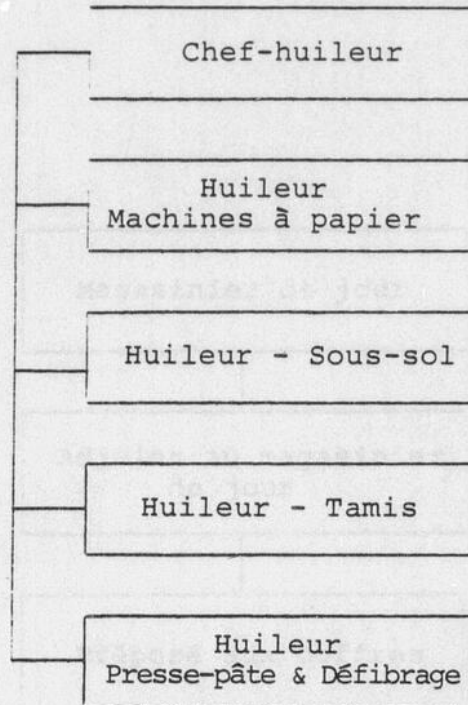 Chef-huileur
Huileur
Machines à papier
Huileur - Sous-sol
Huileur - Tamis
Huileur
Presse-pâte & Défibrage